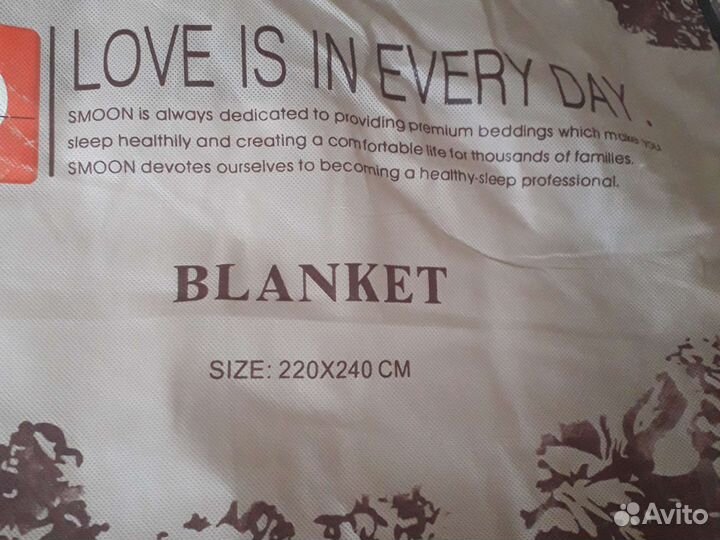 LOVE IS IN EVERY DAY.
SMOON is always dedicated to providing premium beddings which make you
sleep healthily and creating a comfortable life for thousands of families.
SMOON devotes ourselves to becoming a healthy-sleep professional.
BLANKET
SIZE: 220X240 CM
Avito